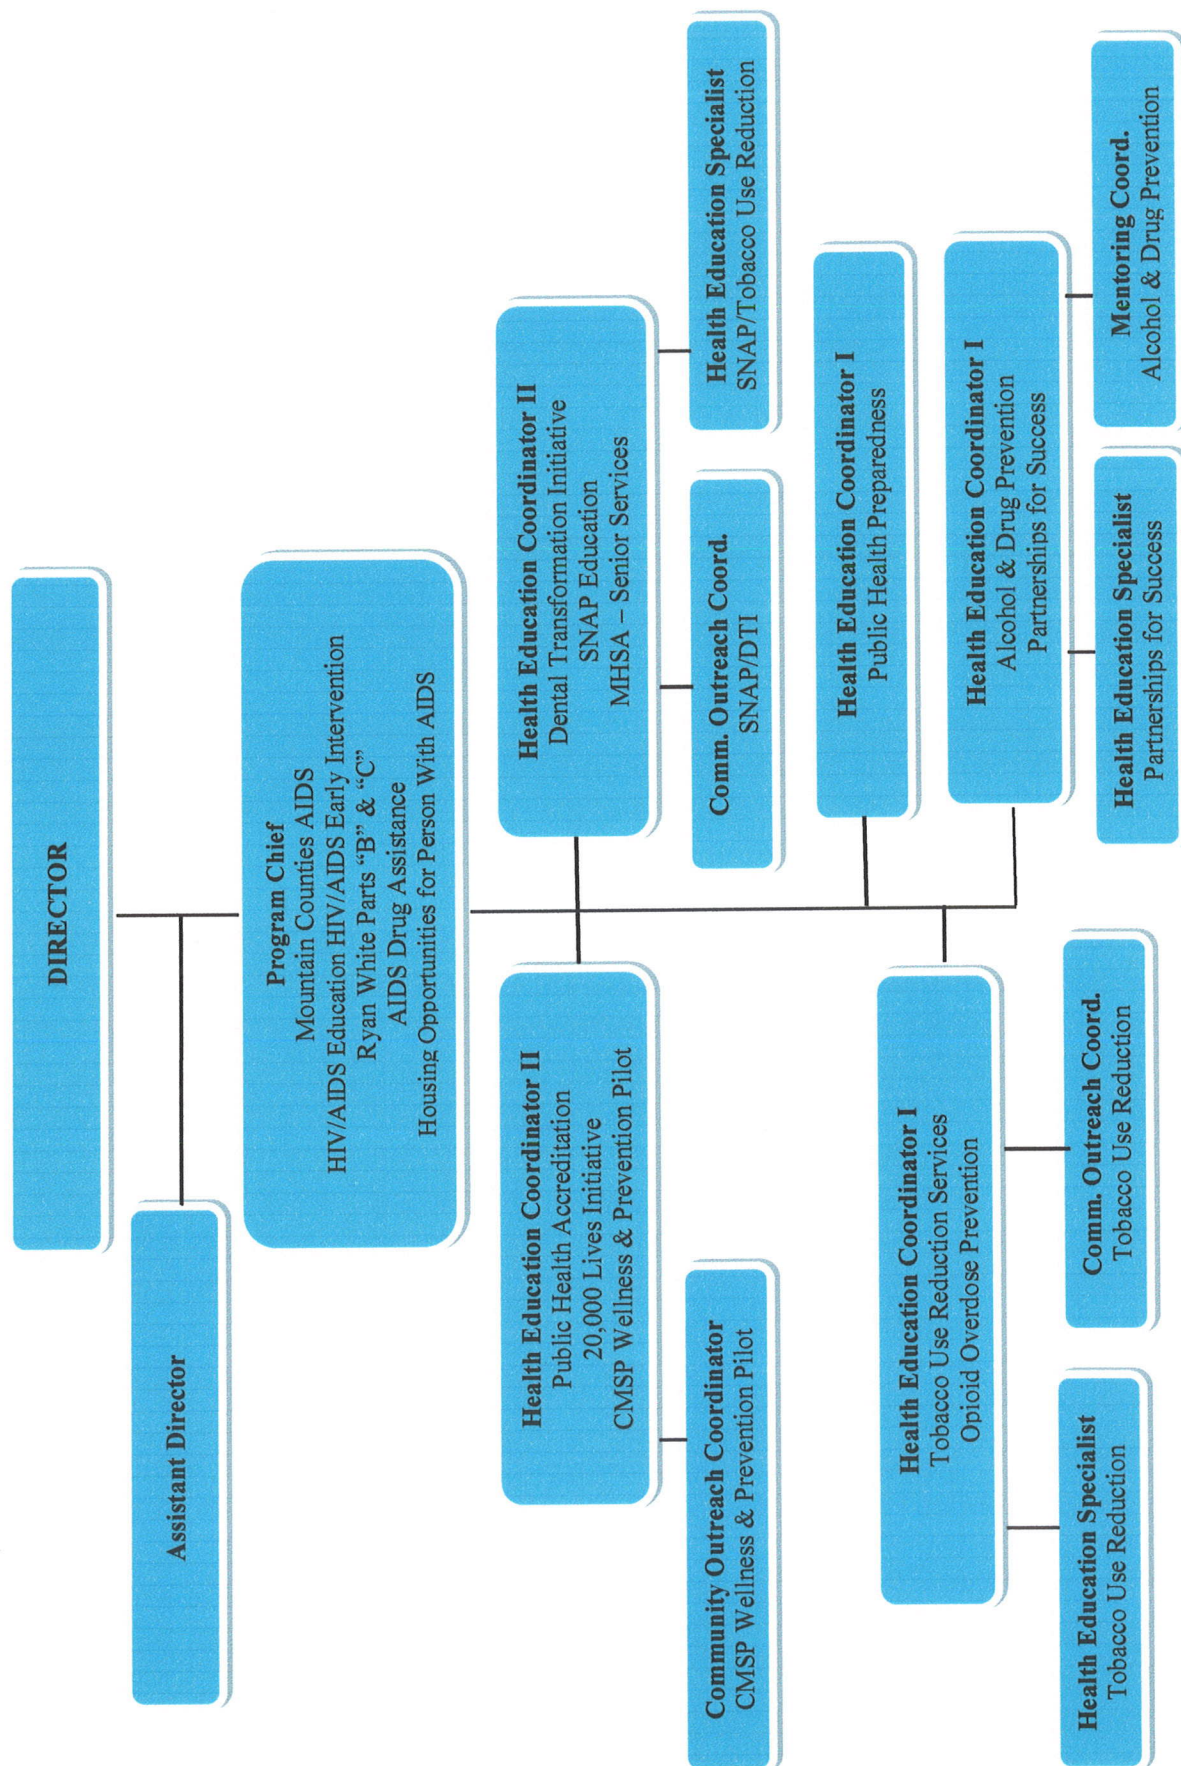 DIRECTOR
Assistant Director
Program Chief
Mountain Counties AIDS
HIV/AIDS Education HIV/AIDS Early Intervention
Ryan White Parts “B” & “C”
AIDS Drug Assistance
Housing Opportunities for Person With AIDS
Health Education Coordinator II
Public Health Accreditation
20,000 Lives Initiative
CMSP Wellness & Prevention Pilot
Health Education Coordinator II
Dental Transformation Initiative
SNAP Education
MHSA – Senior Services
Community Outreach Coordinator
CMSP Wellness & Prevention Pilot
Comm. Outreach Coord.
SNAP/DTI
Health Education Specialist
SNAP/Tobacco Use Reduction
Health Education Coordinator I
Public Health Preparedness
Health Education Coordinator I
Tobacco Use Reduction Services
Opioid Overdose Prevention
Health Education Coordinator I
Alcohol & Drug Prevention
Partnerships for Success
Health Education Specialist
Tobacco Use Reduction
Comm. Outreach Coord.
Tobacco Use Reduction
Health Education Specialist
Partnerships for Success
Mentoring Coord.
Alcohol & Drug Prevention